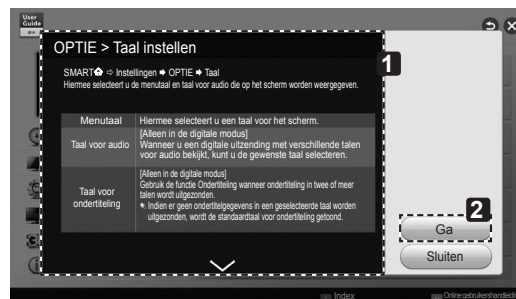 User
Guide
OPTIE > Taal instellen
1
SMART ⇨ Instellingen ➡ OPTIE ➡ Taal
Hiermee selecteert u de menutaal en taal voor audio die op het scherm worden weergegeven.
Menutaal Hiermee selecteert u een taal voor het scherm.
Taal voor audio
[Alleen in de digitale modus]
Wanneer u een digitale uitzending met verschillende talen
voor audio bekijkt, kunt u de gewenste taal selecteren.
Taal voor
ondertiteling
[Alleen in de digitale modus]
Gebruik de functie Ondertiteling wanneer ondertiteling in twee of meer
talen wordt uitgezonden.
Indien er geen ondertitelgegevens in een geselecteerde taal worden
uitgezonden, wordt de standaardtaal voor ondertiteling getoond.
2
Ga
Sluiten
Index
Online gebruikershandleidi